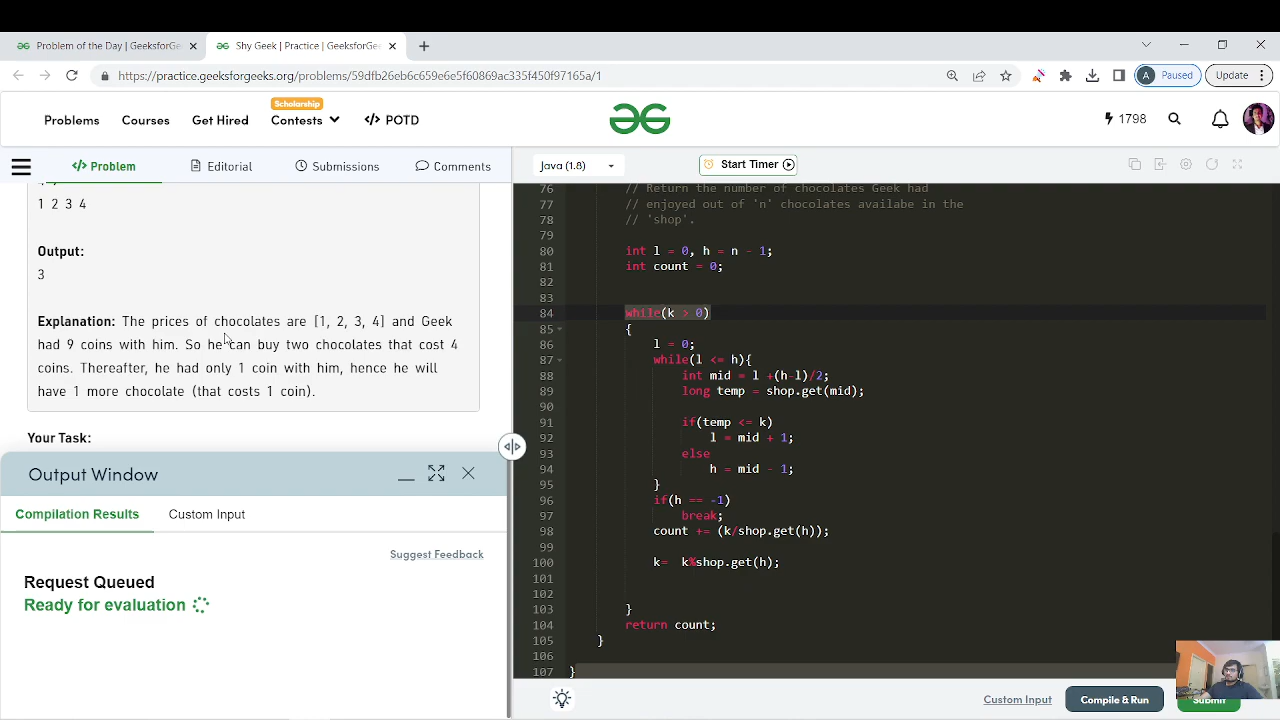 Problem of the Day | GeeksforGe
Shy Geek | Practice | GeeksforGee
https://practice.geeksforgeeks.org/problems/59dfb26eb6c659e6e5f60869ac335f450f97165a/1
A Paused
Update
Problems
Courses
Get Hired
Scholarship
Contests
</> POTD
1798
</> Problem
Editorial
Submissions
Comments
Java (1.8)
Start Timer
1 2 3 4
Output:
3
Explanation: The prices of chocolates are [1, 2, 3, 4] and Geek
had 9 coins with him. So he can buy two chocolates that cost 4
coins. Thereafter, he had only 1 coin with him, hence he will
have 1 more chocolate (that costs 1 coin).
Your Task:
Output Window
Compilation Results
Custom Input
Suggest Feedback
Request Queued
Ready for evaluation
76 // Return the number of chocolates Geek had
77 // enjoyed out of 'n' chocolates availabe in the
78 // 'shop'.
79
80 int l = 0, h = n - 1;
81 int count = 0;
82
83
84 while(k > 0)
85 {
86 l = 0;
87 while(l <= h){
88 int mid = l +(h-l)/2;
89 long temp = shop.get(mid);
90
91 if(temp <= k)
92 l = mid + 1;
93 else
94 h = mid - 1;
95 }
96 if(h == -1)
97 break;
98 count += (k/shop.get(h));
99
100 k= k%shop.get(h);
101
102
103 }
104 return count;
105 }
106
107 }
Custom Input
Compile & Run
Submit